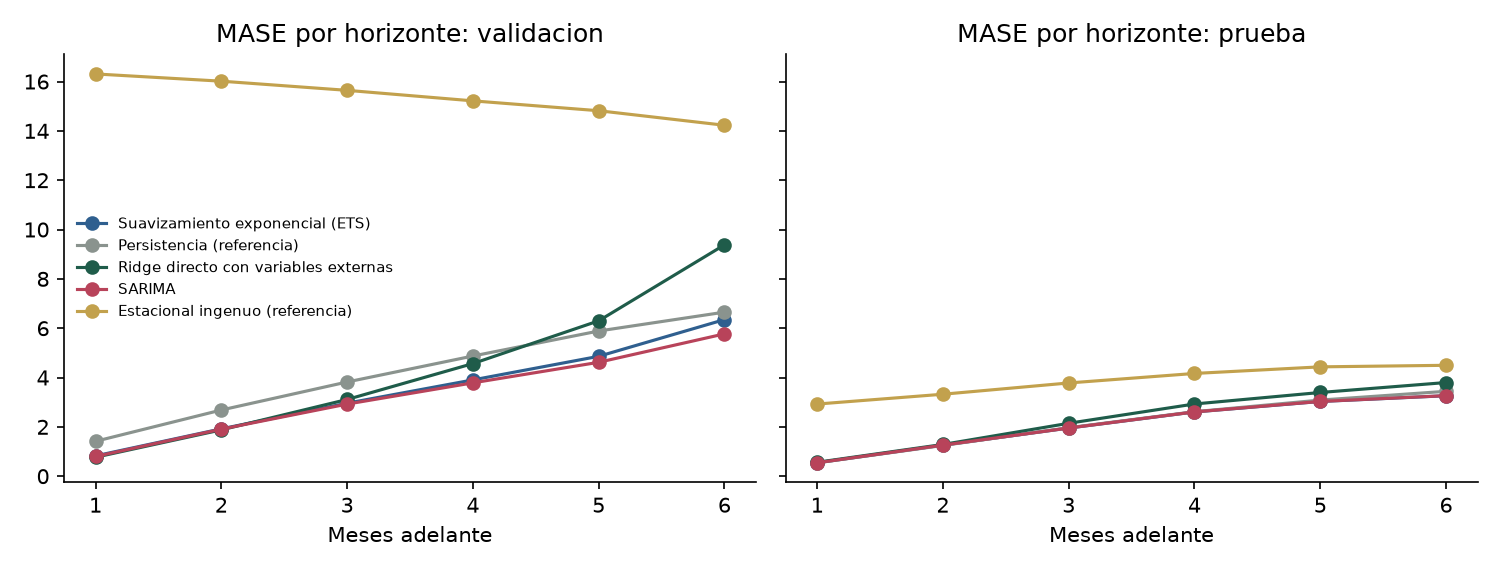 MASE por horizonte: validacion
16
14
12
10
8
6
4
2
0
Suavizamiento exponencial (ETS)
Persistencia (referencia)
Ridge directo con variables externas
SARIMA
Estacional ingenuo (referencia)
1 2 3 4 5 6
Meses adelante
MASE por horizonte: prueba
1 2 3 4 5 6
Meses adelante